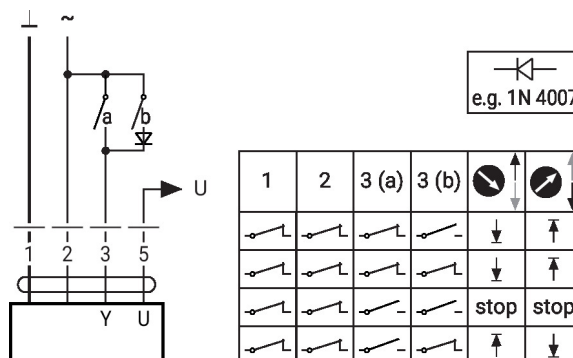 ⊥ ~
a b
e.g. 1N 4007
U
1 2 3 (a) 3 (b)
1 2 3 5
stop stop
Y U